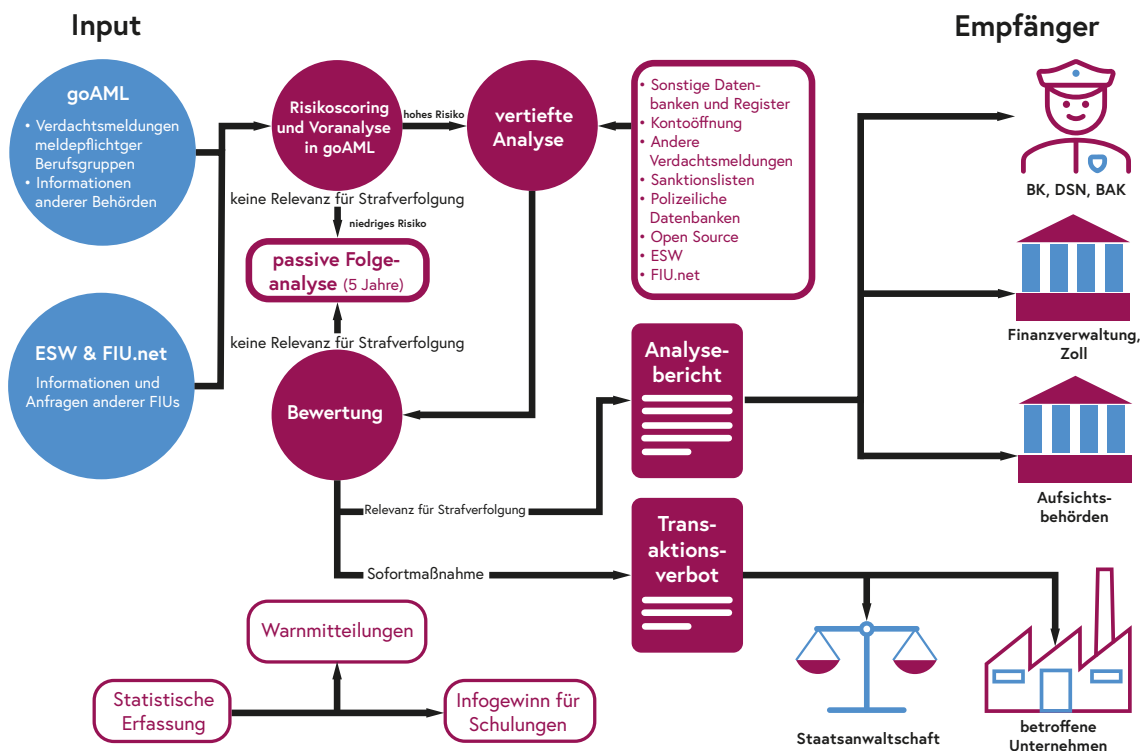 Input
Empfänger
goAML
• Verdachtsmeldungen
meldepflichtger
Berufsgruppen
• Informationen
anderer Behörden
Risikoscoring
und Voranalyse
in goAML
hohes Risiko
vertiefte
Analyse
• Sonstige Daten-
banken und Register
• Kontoöffnung
• Andere
Verdachtsmeldungen
• Sanktionslisten
• Polizeiliche
Datenbanken
• Open Source
• ESW
• FIU.net
BK, DSN, BAK
keine Relevanz für Strafverfolgung
niedriges Risiko
passive Folge-
analyse (5 Jahre)
keine Relevanz für Strafverfolgung
Finanzverwaltung,
Zoll
ESW & FIU.net
Informationen und
Anfragen anderer FIUs
Bewertung
Analyse-
bericht
Aufsichts-
behörden
Relevanz für Strafverfolgung
Sofortmaßnahme
Trans-
aktions-
verbot
Warnmitteilungen
Statistische
Erfassung
Infogewinn für
Schulungen
Staatsanwaltschaft
betroffene
Unternehmen